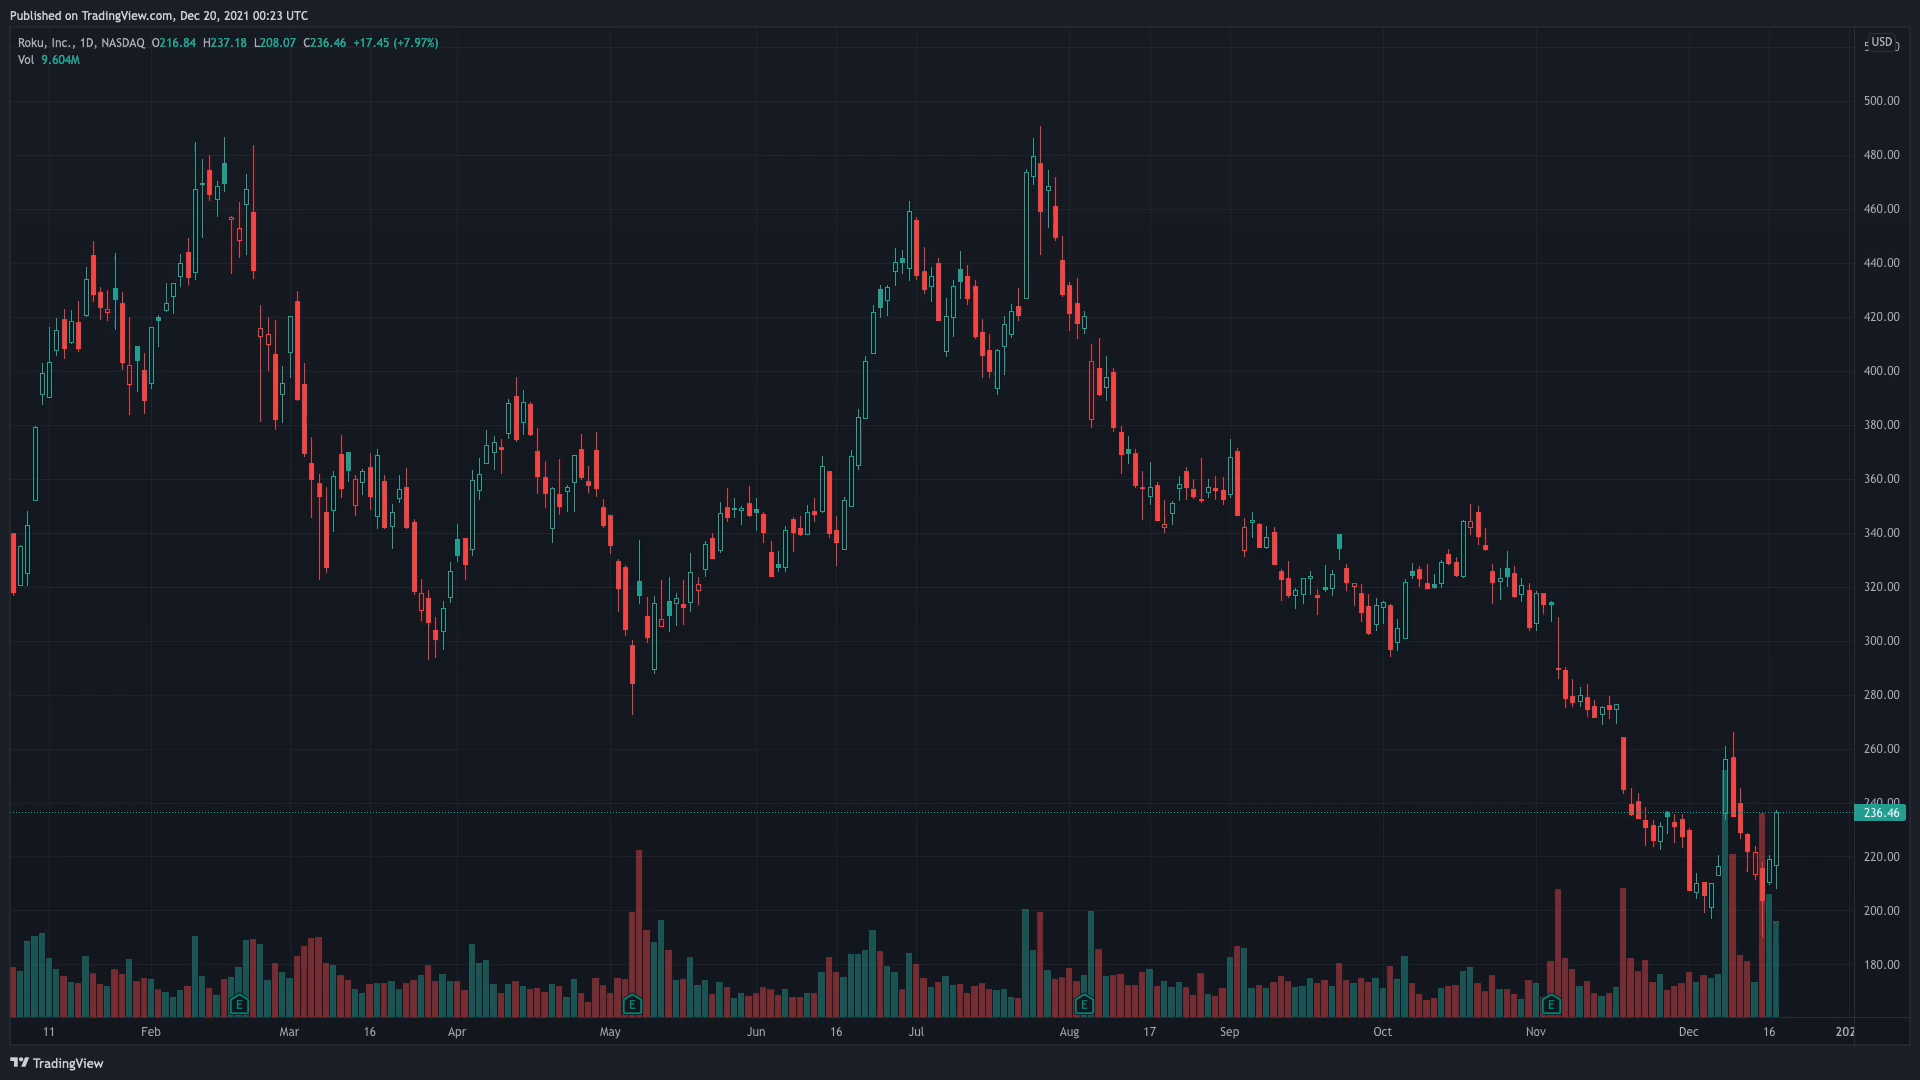 Published on TradingView.com, Dec 20, 2021 00:23 UTC
Roku, Inc., 1D, NASDAQ O216.84 H237.18 L208.07 C236.46 +17.45 (+7.97%)
Vol 9.604M
USD
500.00
480.00
460.00
440.00
420.00
400.00
380.00
360.00
340.00
320.00
300.00
280.00
260.00
240.00
236.46
220.00
200.00
180.00
E E E E
11 Feb Mar 16 Apr May Jun 16 Jul Aug 17 Sep Oct Nov Dec 16
TradingView